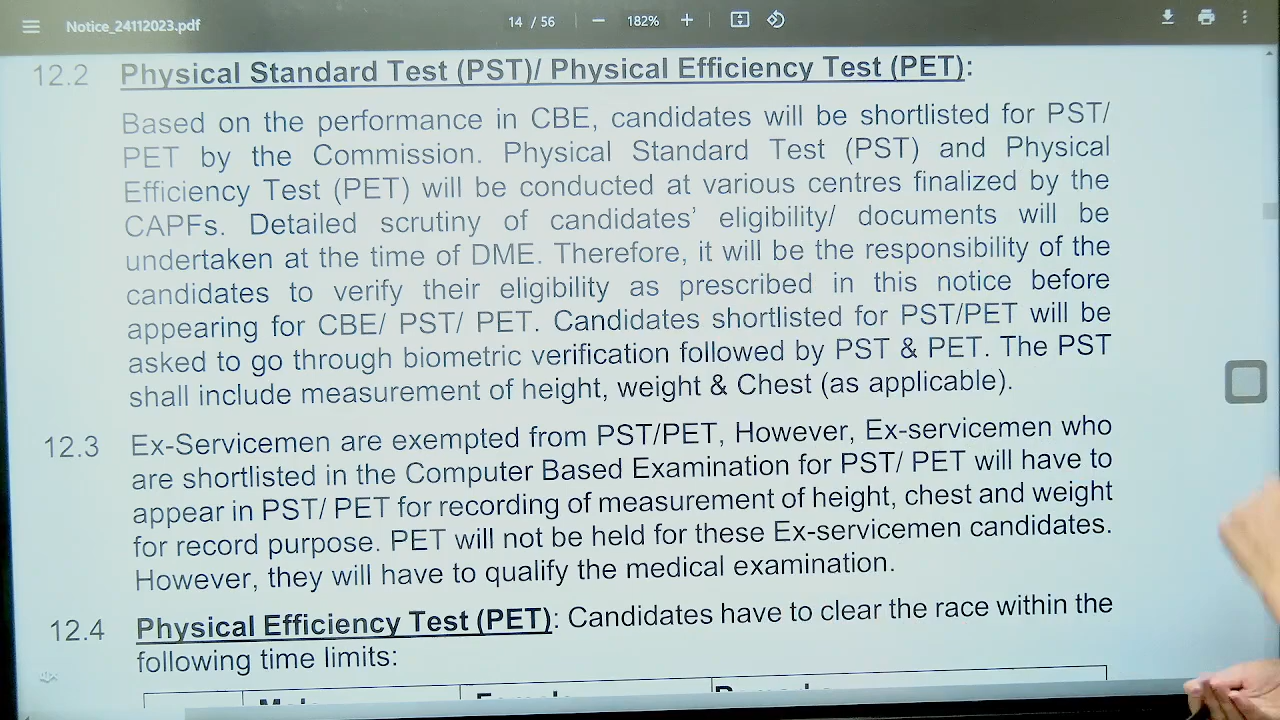 Notice_24112023.pdf
14 / 56
182%
12.2 Physical Standard Test (PST)/ Physical Efficiency Test (PET):
Based on the performance in CBE, candidates will be shortlisted for PST/
PET by the Commission. Physical Standard Test (PST) and Physical
Efficiency Test (PET) will be conducted at various centres finalized by the
CAPFs. Detailed scrutiny of candidates' eligibility/ documents will be
undertaken at the time of DME. Therefore, it will be the responsibility of the
candidates to verify their eligibility as prescribed in this notice before
appearing for CBE/ PST/ PET. Candidates shortlisted for PST/PET will be
asked to go through biometric verification followed by PST & PET. The PST
shall include measurement of height, weight & Chest (as applicable).
12.3 Ex-Servicemen are exempted from PST/PET, However, Ex-servicemen who
are shortlisted in the Computer Based Examination for PST/ PET will have to
appear in PST/ PET for recording of measurement of height, chest and weight
for record purpose. PET will not be held for these Ex-servicemen candidates.
However, they will have to qualify the medical examination.
12.4 Physical Efficiency Test (PET): Candidates have to clear the race within the
following time limits: